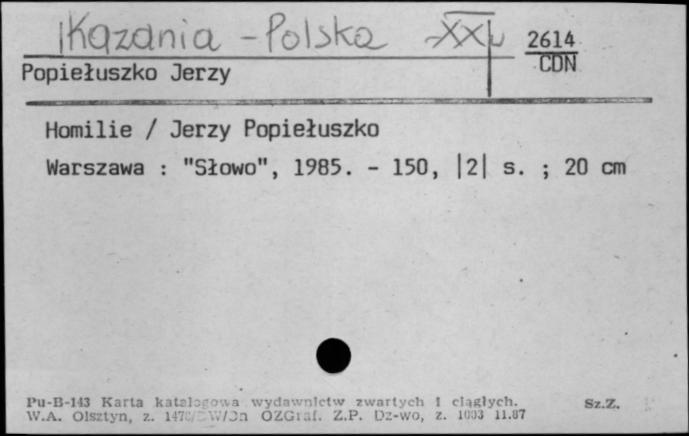 Kazania - Polska XX w
2614
CDN
Popiełuszko Jerzy
Homilie / Jerzy Popiełuszko
Warszawa : "Słowo", 1985. - 150, |2| s. ; 20 cm
Pu-B-143 Karta katalogowa wydawnictw zwartych i ciągłych. Sz.Z.
W.A. Olsztyn, z. OZGraf. Z.P. Dz-wo, z. 1033 11.87